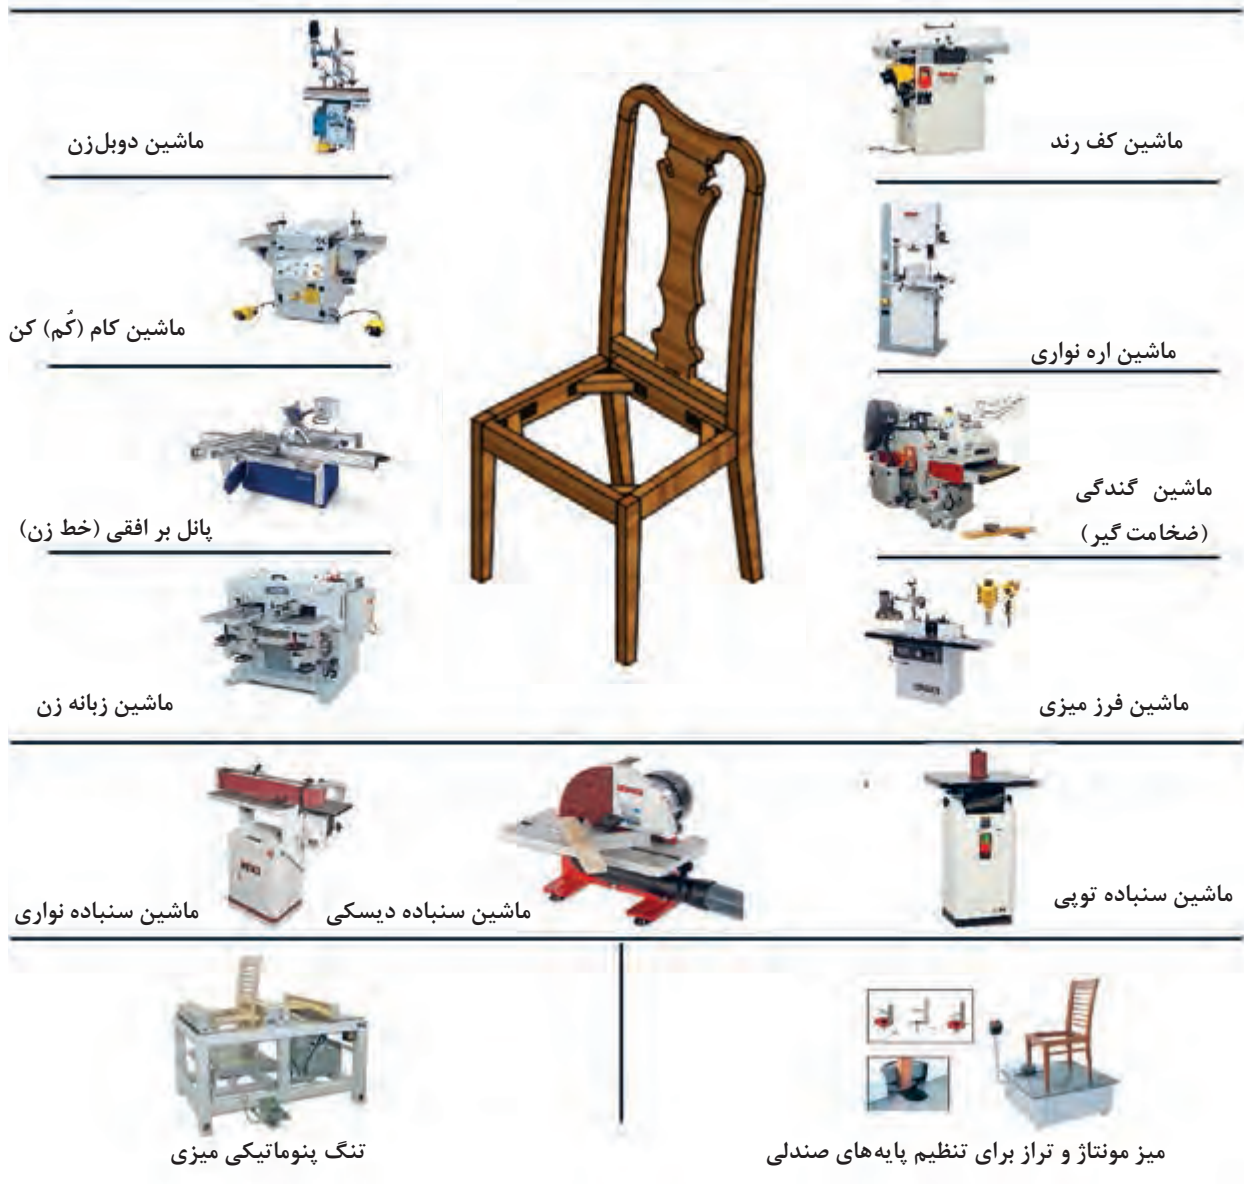 ماشین کف رند
ماشین دوبل‌زن
ماشین اره نواری
ماشین کام (کُم) کن
ماشین گندگی
(ضخامت گیر)
پانل بر افقی (خط زن)
ماشین فرز میزی
ماشین زبانه زن
ماشین سنباده توپی
ماشین سنباده دیسکی
ماشین سنباده نواری
میز مونتاژ و تراز برای تنظیم پایه‌های صندلی
تنگ پنوماتیکی میزی